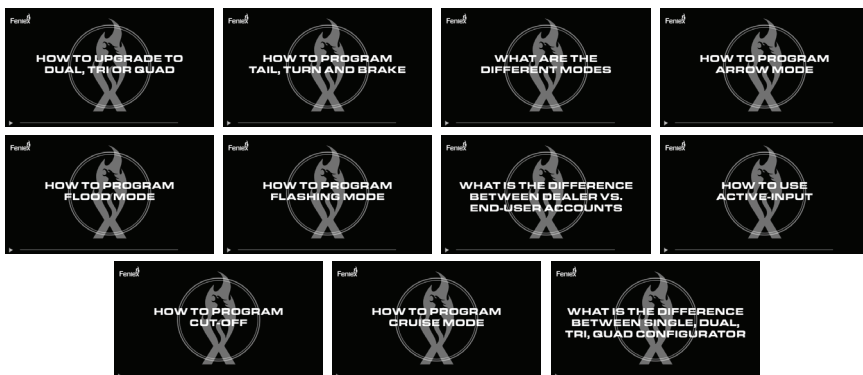 Feniex
HOW TO UPGRADE TO
DUAL, TRI OR QUAD
Feniex
HOW TO PROGRAM
TAIL, TURN AND BRAKE
Feniex
WHAT ARE THE
DIFFERENT MODES
Feniex
HOW TO PROGRAM
ARROW MODE
Feniex
HOW TO PROGRAM
FLOOD MODE
Feniex
HOW TO PROGRAM
FLASHING MODE
Feniex
WHAT IS THE DIFFERENCE
BETWEEN DEALER VS.
END-USER ACCOUNTS
Feniex
HOW TO USE
ACTIVE-INPUT
Feniex
HOW TO PROGRAM
CUT-OFF
Feniex
HOW TO PROGRAM
CRUISE MODE
Feniex
WHAT IS THE DIFFERENCE
BETWEEN SINGLE, DUAL,
TRI, QUAD CONFIGURATOR